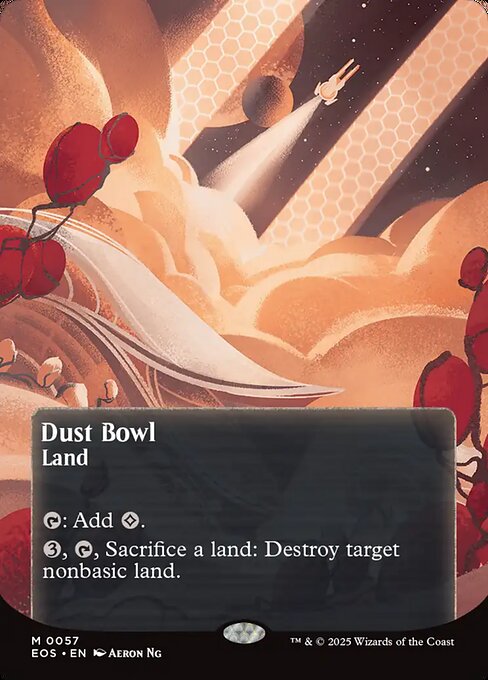 Dust Bowl
Land
: Add .
3, , Sacrifice a land: Destroy target
nonbasic land.
M 0057
EOS • EN Aeron Ng
™ & © 2025 Wizards of the Coast